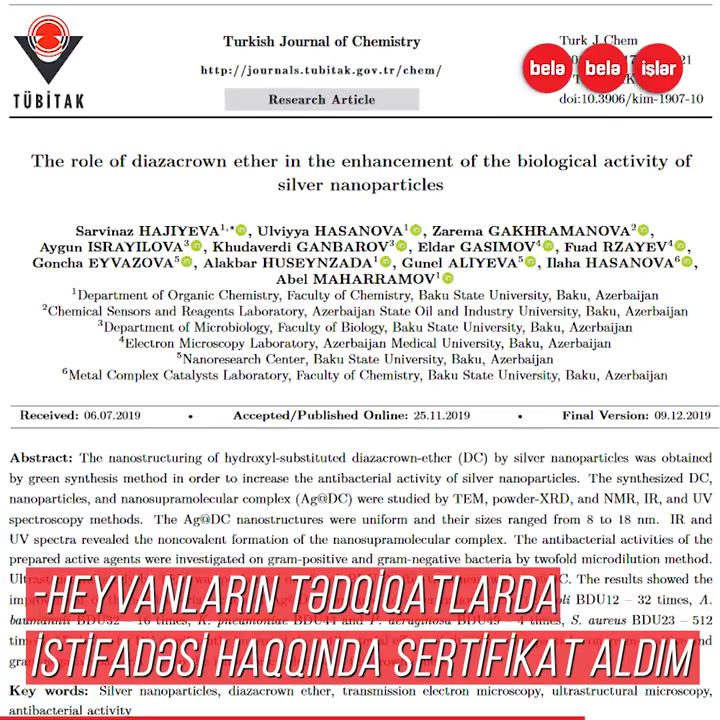 Turkish Journal of Chemistry
http://journals.tubitak.gov.tr/chem/
Research Article
TÜBİTAK
Turk J Chem
belə belə işlər
doi:10.3906/kim-1907-10
The role of diazacrown ether in the enhancement of the biological activity of
silver nanoparticles
Sarvinaz HAJIYEVA1,*, Ulviyya HASANOVA1, Zarema GAKHRAMANOVA2,
Aygun ISRAYILOVA3, Khudaverdi GANBAROV3, Eldar GASIMOV4, Fuad RZAYEV4,
Goncha EYVAZOVA5, Alakbar HUSEYNZADA1, Gunel ALIYEVA5, Ilaha HASANOVA6,
Abel MAHARRAMOV1
1Department of Organic Chemistry, Faculty of Chemistry, Baku State University, Baku, Azerbaijan
2Chemical Sensors and Reagents Laboratory, Azerbaijan State Oil and Industry University, Baku, Azerbaijan
3Department of Microbiology, Faculty of Biology, Baku State University, Baku, Azerbaijan
4Electron Microscopy Laboratory, Azerbaijan Medical University, Baku, Azerbaijan
5Nanoresearch Center, Baku State University, Baku, Azerbaijan
6Metal Complex Catalysts Laboratory, Faculty of Chemistry, Baku State University, Baku, Azerbaijan
Received: 06.07.2019 • Accepted/Published Online: 25.11.2019 • Final Version: 09.12.2019
Abstract: The nanostructuring of hydroxyl-substituted diazacrown-ether (DC) by silver nanoparticles was obtained
by green synthesis method in order to increase the antibacterial activity of silver nanoparticles. The synthesized DC,
nanoparticles, and nanosupramolecular complex (Ag@DC) were studied by TEM, powder-XRD, and NMR, IR, and UV
spectroscopy methods. The Ag@DC nanostructures were uniform and their sizes ranged from 8 to 18 nm. IR and
UV spectra revealed the noncovalent formation of the nanosupramolecular complex. The antibacterial activities of the
prepared active agents were investigated on gram-positive and gram-negative bacteria by twofold microdilution method.
The results showed the
BDU12 – 32 times, A.
-HEYVANLARIN TƏDQİQATLARDA
S. aureus BDU23 – 512
İSTİFADƏSİ HAQQINDA SERTİFİKAT ALDIM
Key words: Silver nanoparticles, diazacrown ether, transmission electron microscopy, ultrastructural microscopy,
antibacterial activity